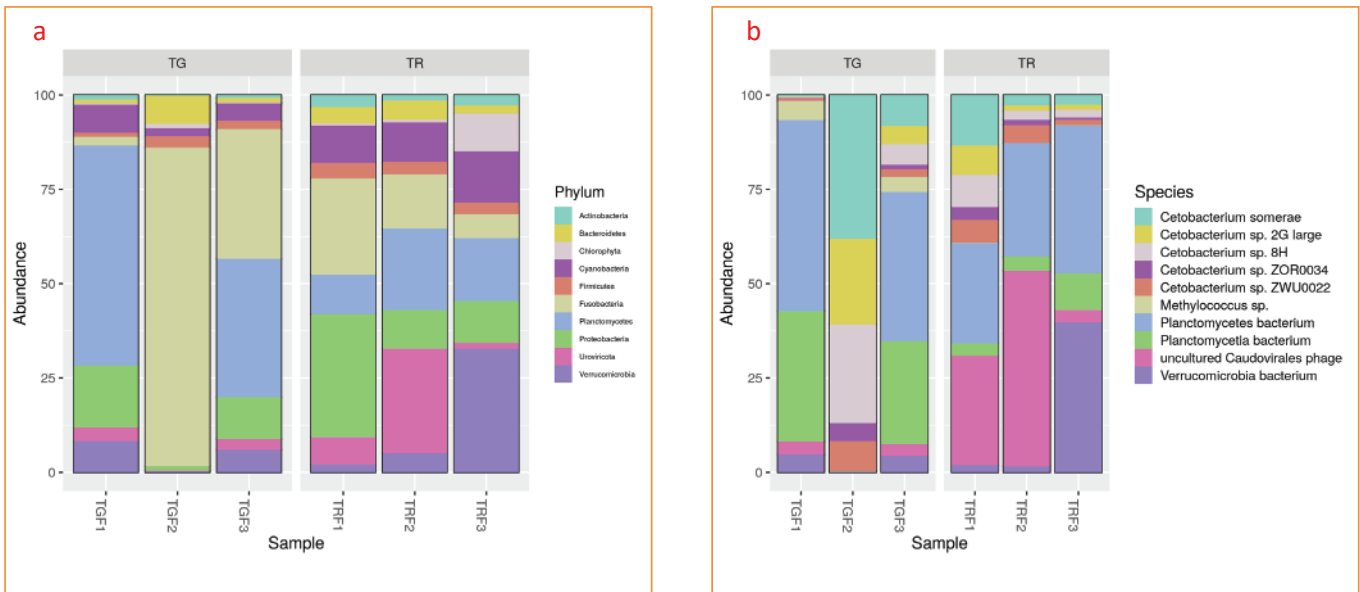 a
TG
TR
100
75
50
25
0
Abundance
TGF1
TGF2
TGF3
TRF1
TRF2
TRF3
Sample
Phylum
Actinobacteria
Bacteroidetes
Chlorophyta
Cyanobacteria
Firmicutes
Fusobacteria
Planctomycetes
Proteobacteria
Uroviricota
Verrucomicrobia
b
TG
TR
100
75
50
25
0
Abundance
TGF1
TGF2
TGF3
TRF1
TRF2
TRF3
Sample
Species
Cetobacterium somerae
Cetobacterium sp. 2G large
Cetobacterium sp. 8H
Cetobacterium sp. ZOR0034
Cetobacterium sp. ZWU0022
Methylococcus sp.
Planctomycetes bacterium
Planctomycetia bacterium
uncultured Caudovirales phage
Verrucomicrobia bacterium